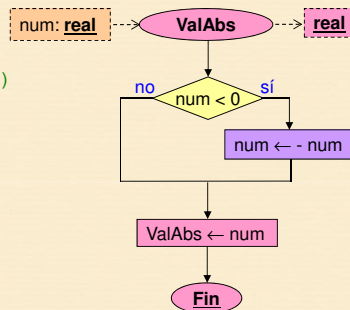 num: real
ValAbs
real
)
no
num < 0
sí
num ← - num
ValAbs ← num
Fin